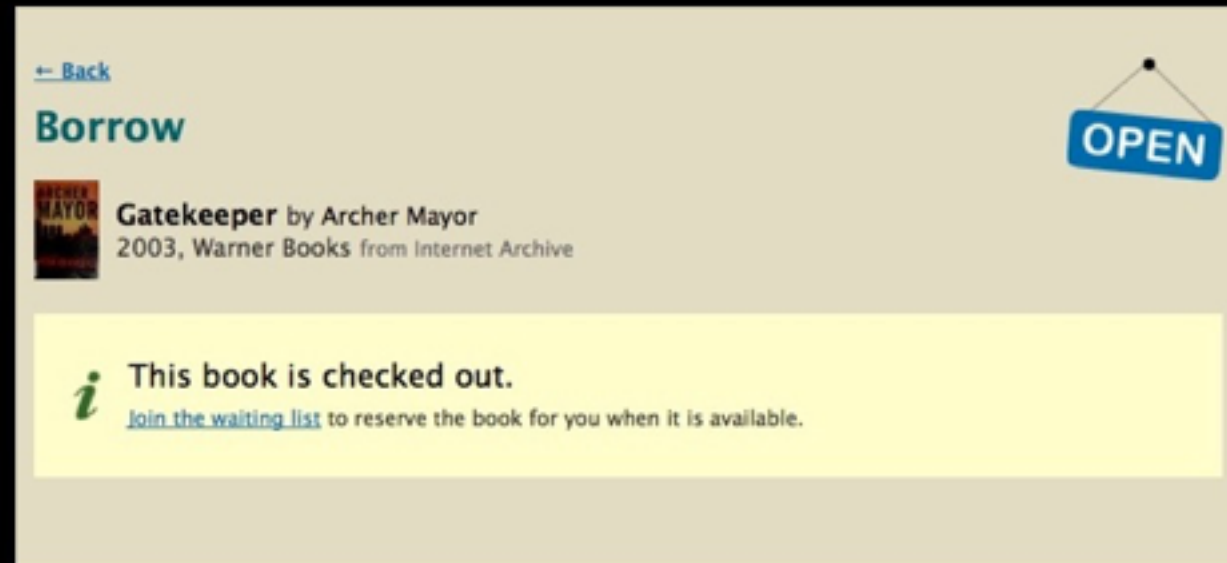 ← Back
Borrow
OPEN
ARCHER
MAYOR
Gatekeeper by Archer Mayor
2003, Warner Books from Internet Archive
This book is checked out.
Join the waiting list to reserve the book for you when it is available.